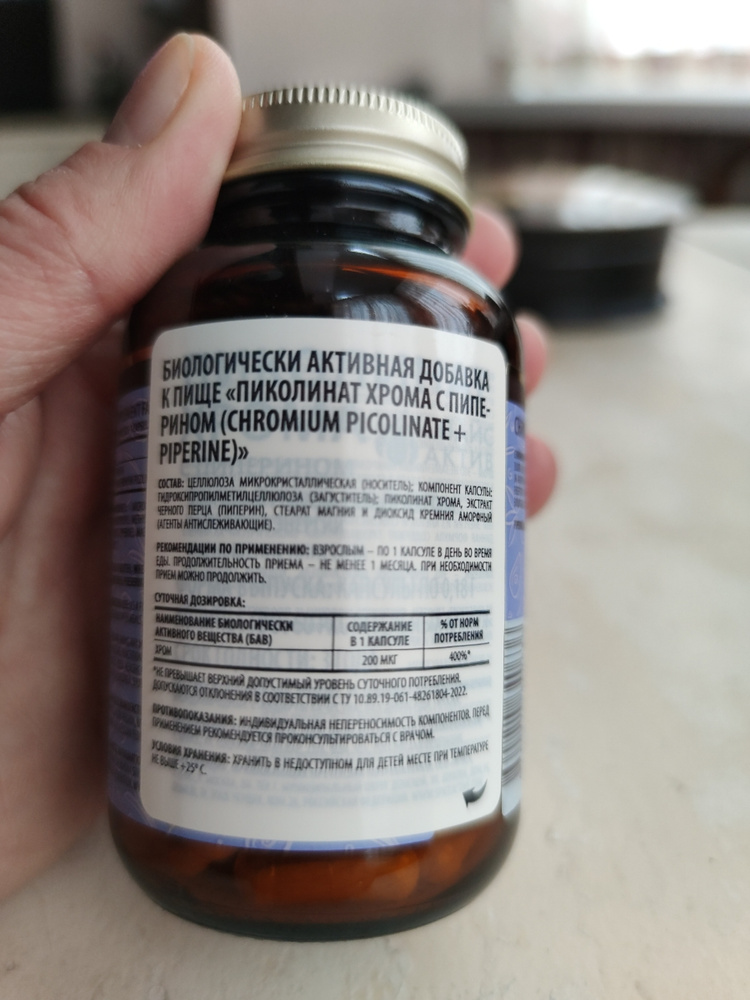 БИОЛОГИЧЕСКИ АКТИВНАЯ ДОБАВКА
К ПИЩЕ «ПИКОЛИНАТ ХРОМА С ПИПЕ-
РИНОМ (CHROMIUM PICOLINATE +
PIPERINE)»
СОСТАВ: ЦЕЛЛЮЛОЗА МИКРОКРИСТАЛЛИЧЕСКАЯ (НОСИТЕЛЬ); КОМПОНЕНТ КАПСУЛЫ:
ГИДРОКСИПРОПИЛМЕТИЛЦЕЛЛЮЛОЗА (ЗАГУСТИТЕЛЬ); ПИКОЛИНАТ ХРОМА, ЭКСТРАКТ
ЧЕРНОГО ПЕРЦА (ПИПЕРИН), СТЕАРАТ МАГНИЯ И ДИОКСИД КРЕМНИЯ АМОРФНЫЙ
(АГЕНТЫ АНТИСЛЕЖИВАЮЩИЕ).
РЕКОМЕНДАЦИИ ПО ПРИМЕНЕНИЮ: ВЗРОСЛЫМ – ПО 1 КАПСУЛЕ В ДЕНЬ ВО ВРЕМЯ
ЕДЫ. ПРОДОЛЖИТЕЛЬНОСТЬ ПРИЕМА – НЕ МЕНЕЕ 1 МЕСЯЦА. ПРИ НЕОБХОДИМОСТИ
ПРИЕМ МОЖНО ПРОДОЛЖИТЬ.
СУТОЧНАЯ ДОЗИРОВКА:
НАИМЕНОВАНИЕ БИОЛОГИЧЕСКИ СОДЕРЖАНИЕ % ОТ НОРМ
АКТИВНОГО ВЕЩЕСТВА (БАВ) В 1 КАПСУЛЕ ПОТРЕБЛЕНИЯ
ХРОМ 200 МКГ 400%*
*НЕ ПРЕВЫШАЕТ ВЕРХНИЙ ДОПУСТИМЫЙ УРОВЕНЬ СУТОЧНОГО ПОТРЕБЛЕНИЯ.
ДОПУСКАЮТСЯ ОТКЛОНЕНИЯ В СООТВЕТСТВИИ С ТУ 10.89.19-061-48261804-2022.
ПРОТИВОПОКАЗАНИЯ: ИНДИВИДУАЛЬНАЯ НЕПЕРЕНОСИМОСТЬ КОМПОНЕНТОВ. ПЕРЕД
ПРИМЕНЕНИЕМ РЕКОМЕНДУЕТСЯ ПРОКОНСУЛЬТИРОВАТЬСЯ С ВРАЧОМ.
УСЛОВИЯ ХРАНЕНИЯ: ХРАНИТЬ В НЕДОСТУПНОМ ДЛЯ ДЕТЕЙ МЕСТЕ ПРИ ТЕМПЕРАТУРЕ
НЕ ВЫШЕ +25° С.